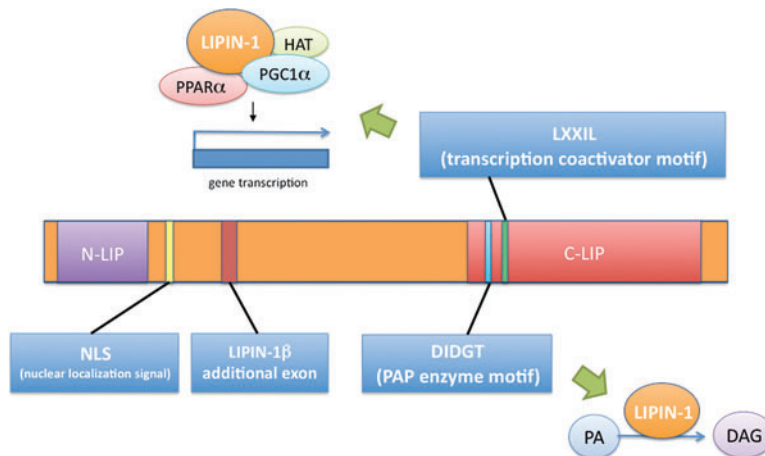 LIPIN-1
HAT
PPARα
PGC1α
gene transcription
LXXIL
(transcription coactivator motif)
N-LIP
C-LIP
NLS
(nuclear localization signal)
LIPIN-1β
additional exon
DIDGT
(PAP enzyme motif)
LIPIN-1
PA
DAG